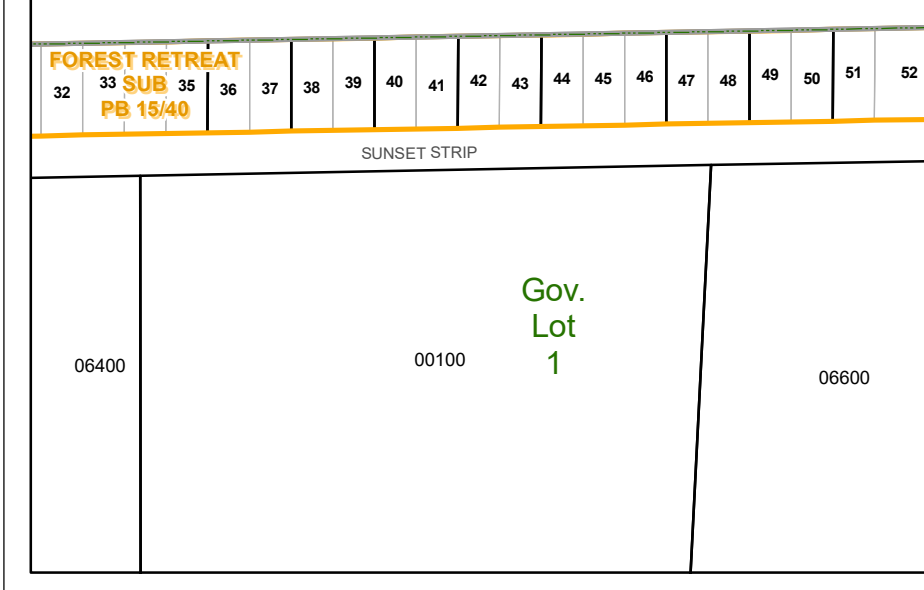 FOREST RETREAT
SUB
PB 15/40
32 33 35 36 37 38 39 40 41 42 43 44 45 46 47 48 49 50 51 52
SUNSET STRIP
Gov.
Lot
1
06400 00100 06600